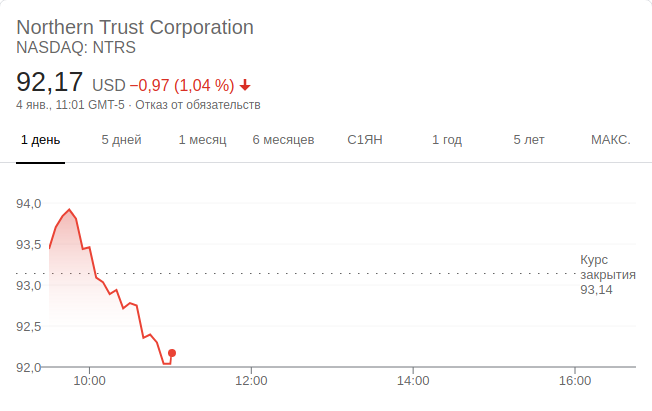 Northern Trust Corporation
NASDAQ: NTRS
92,17 USD −0,97 (1,04 %)
4 янв., 11:01 GMT-5 · Отказ от обязательств
1 день 5 дней 1 месяц 6 месяцев С1ЯН 1 год 5 лет МАКС.
94,0
93,5
Курс
закрытия
93,14
93,0
92,5
92,0
10:00 12:00 14:00 16:00